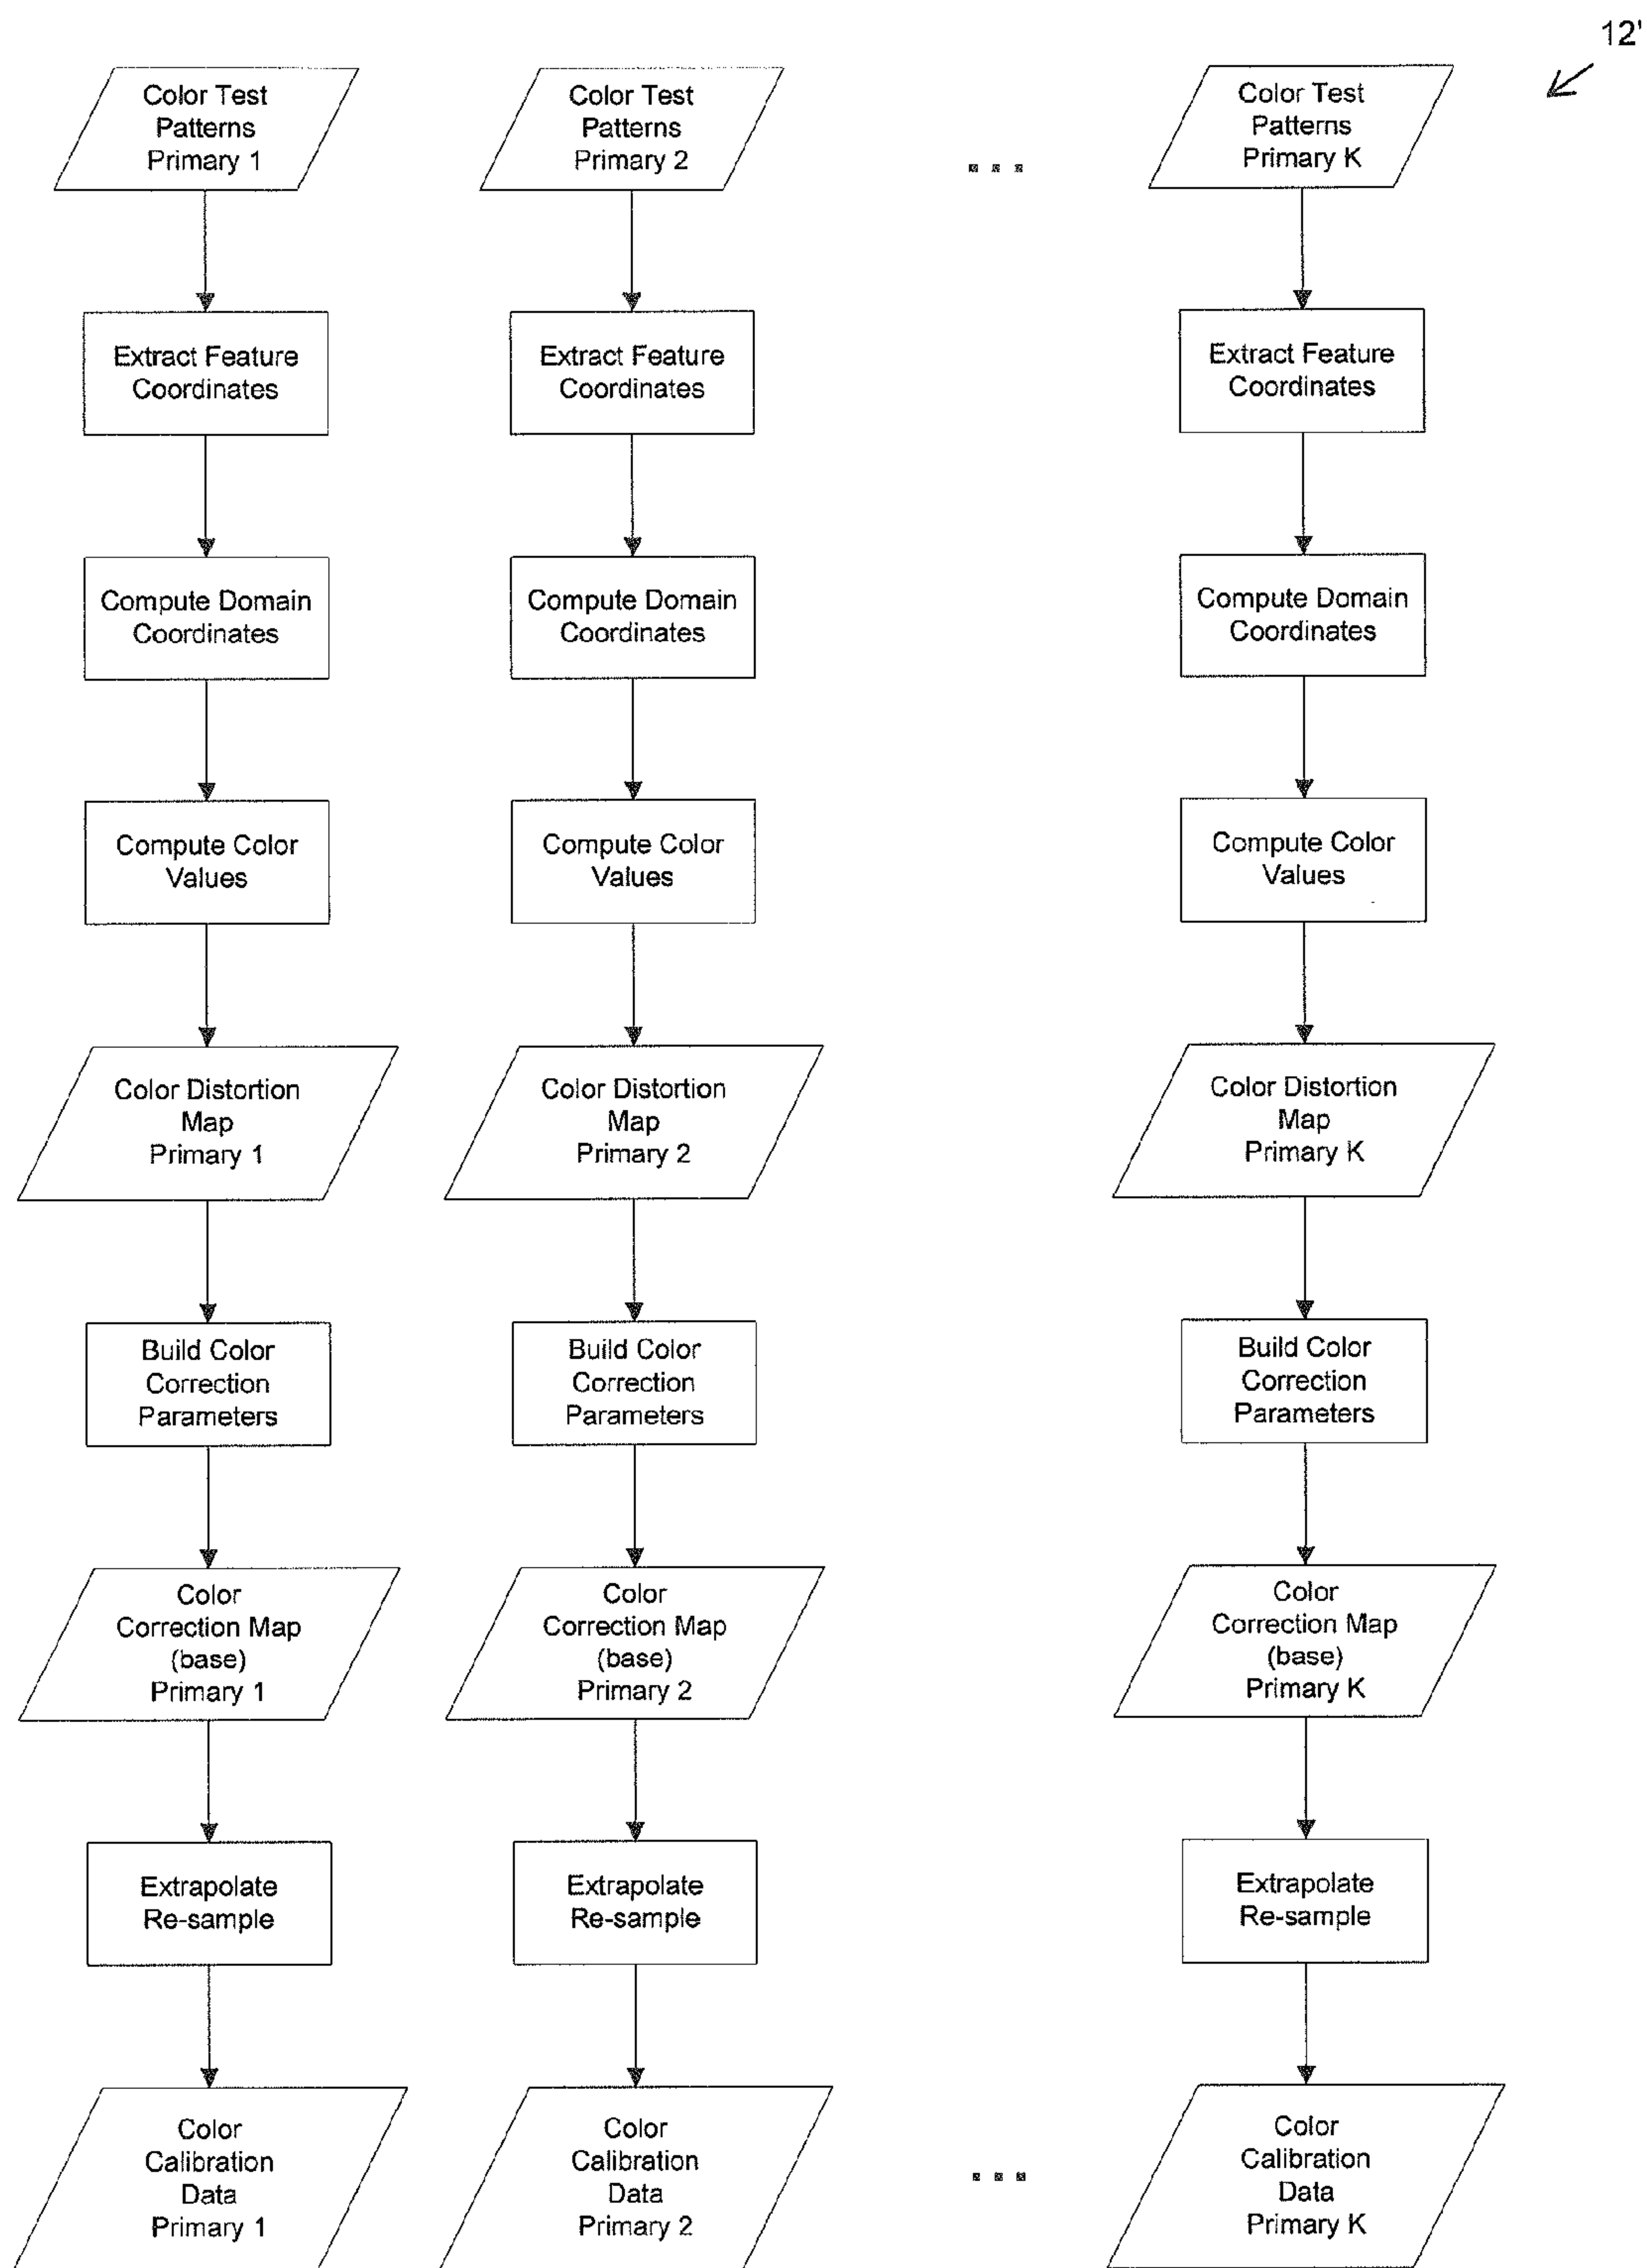 12'
Color Test
Patterns
Primary 1
Color Test
Patterns
Primary 2
Color Test
Patterns
Primary K
Extract Feature
Coordinates
Extract Feature
Coordinates
Extract Feature
Coordinates
Compute Domain
Coordinates
Compute Domain
Coordinates
Compute Domain
Coordinates
Compute Color
Values
Compute Color
Values
Compute Color
Values
Color Distortion
Map
Primary 1
Color Distortion
Map
Primary 2
Color Distortion
Map
Primary K
Build Color
Correction
Parameters
Build Color
Correction
Parameters
Build Color
Correction
Parameters
Color
Correction Map
(base)
Primary 1
Color
Correction Map
(base)
Primary 2
Color
Correction Map
(base)
Primary K
Extrapolate
Re-sample
Extrapolate
Re-sample
Extrapolate
Re-sample
Color
Calibration
Data
Primary 1
Color
Calibration
Data
Primary 2
Color
Calibration
Data
Primary K